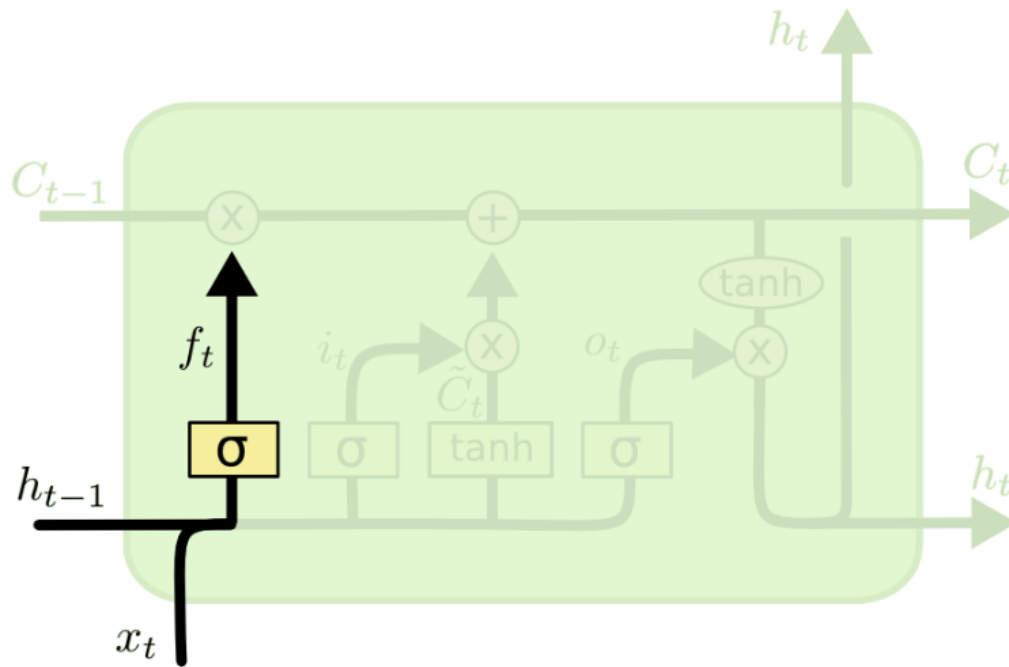 h_t
C_{t-1}
C_t
x
+
tanh
f_t
i_t
x
o_t
x
C̃_t
σ
σ
tanh
σ
h_{t-1}
h_t
x_t